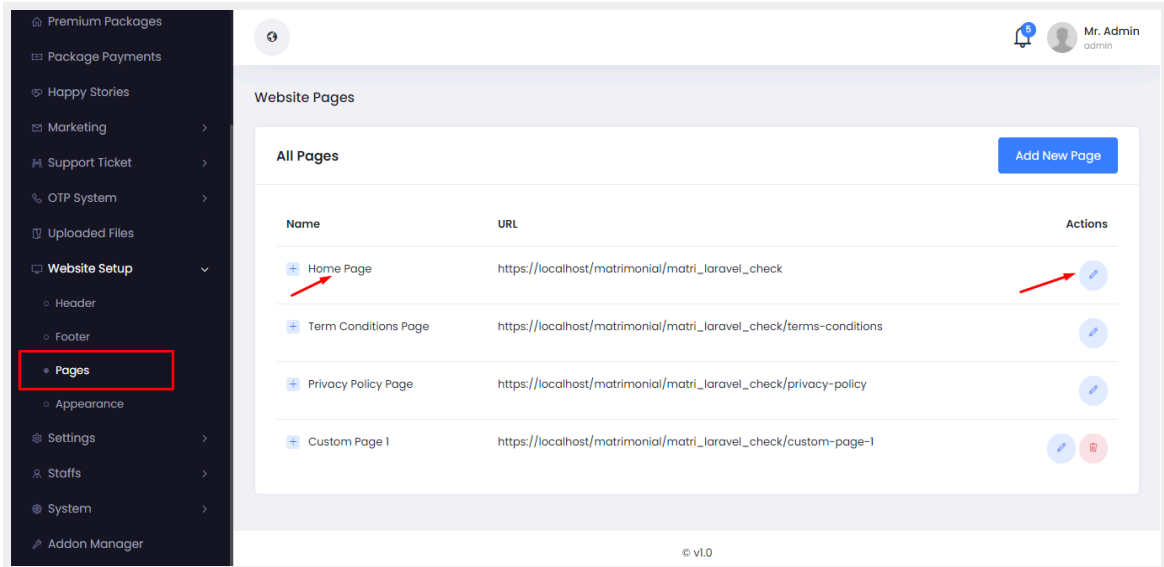 Premium Packages
Package Payments
Happy Stories
Marketing
Support Ticket
OTP System
Uploaded Files
Website Setup
Header
Footer
Pages
Appearance
Settings
Staffs
System
Addon Manager
5
Mr. Admin
admin
Website Pages
All Pages
Add New Page
Name URL Actions
Home Page https://localhost/matrimonial/matri_laravel_check
Term Conditions Page https://localhost/matrimonial/matri_laravel_check/terms-conditions
Privacy Policy Page https://localhost/matrimonial/matri_laravel_check/privacy-policy
Custom Page 1 https://localhost/matrimonial/matri_laravel_check/custom-page-1
© v1.0